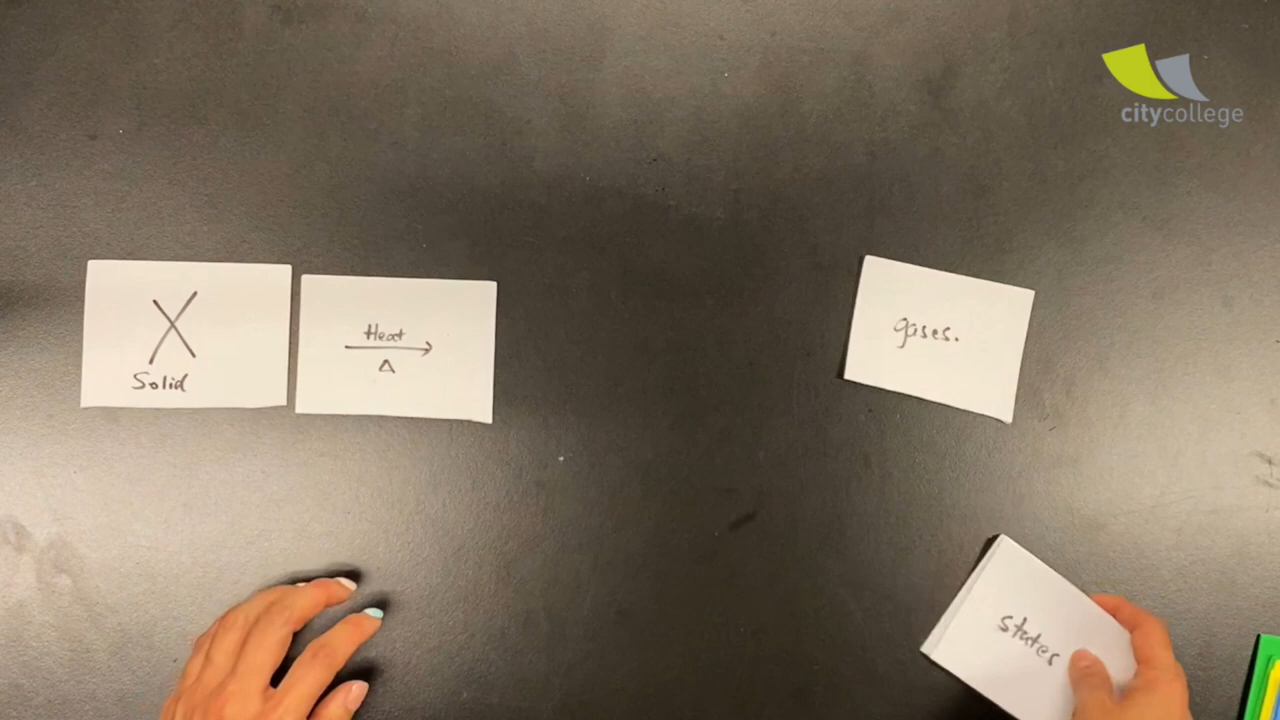 citycollege
X
Solid
Heat
Δ
gases.
states